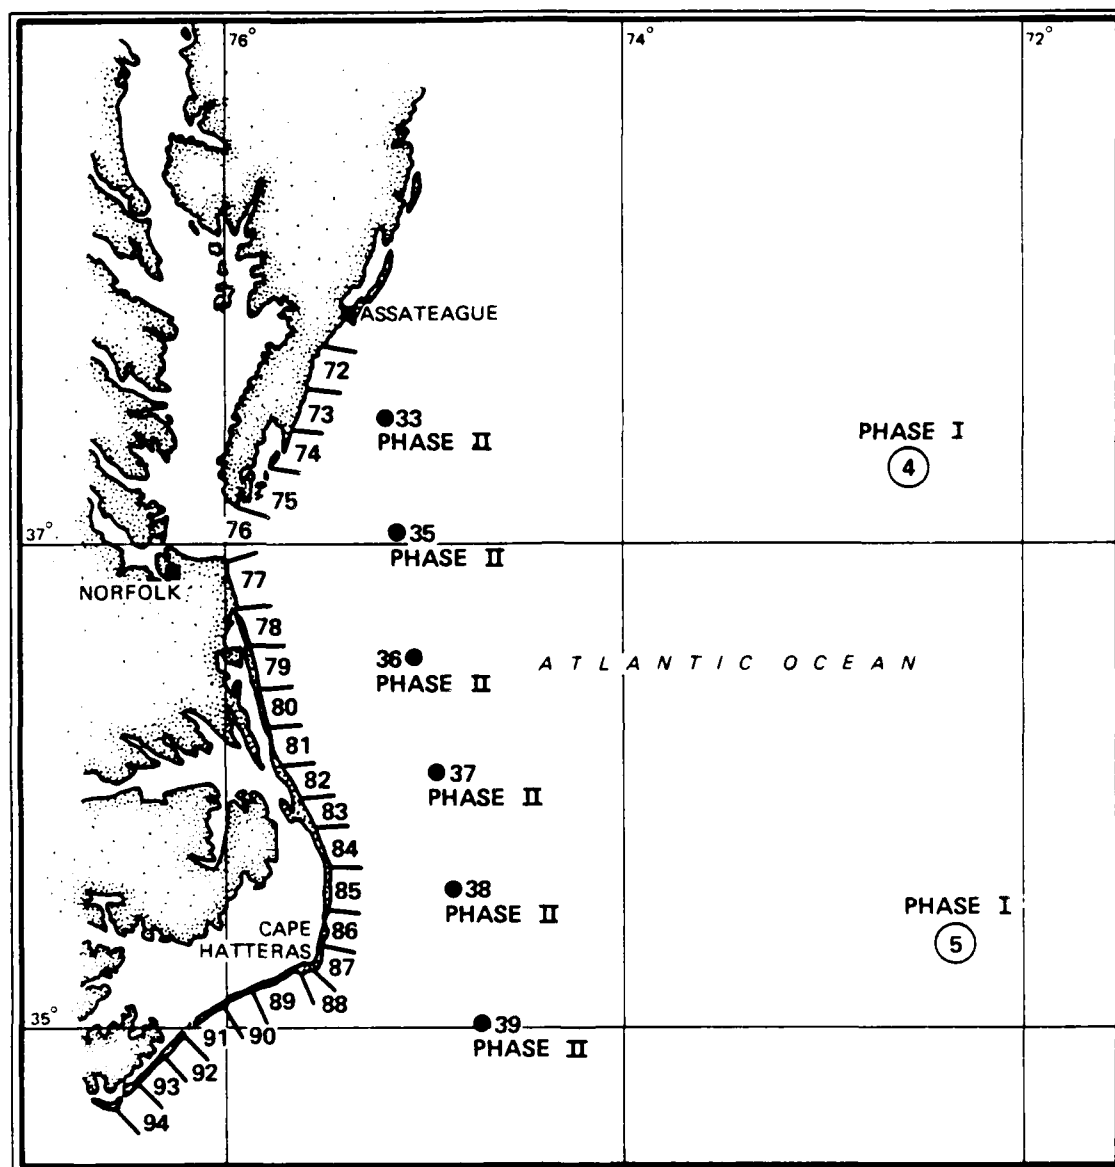 76°
74°
72°
ASSATEAGUE
72
33
73
PHASE II
PHASE I
74
4
75
76
35
37°
PHASE II
77
NORFOLK
78
36
ATLANTIC OCEAN
79
PHASE II
80
81
37
82
PHASE II
83
84
85
38
PHASE II
PHASE I
86
CAPE
HATTERAS
5
87
88
89
90
39
35°
91
PHASE II
92
93
94